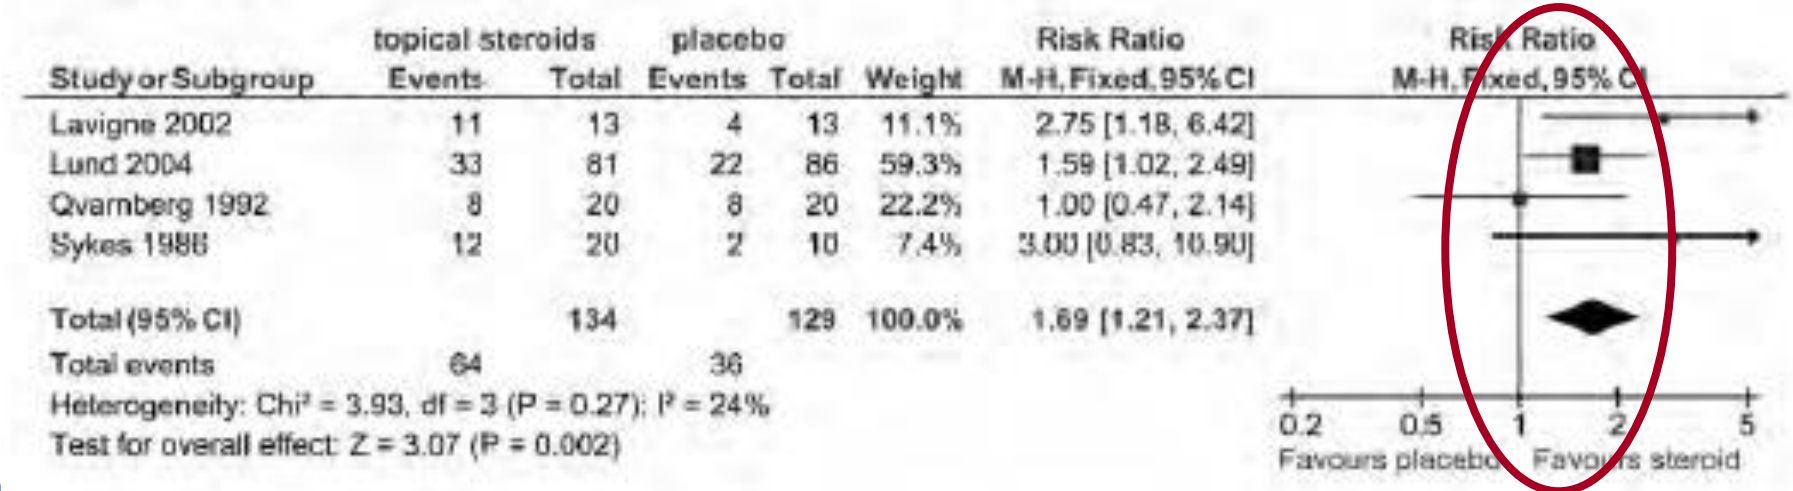 topical steroids placebo Risk Ratio Risk Ratio
Study or Subgroup Events Total Events Total Weight M-H, Fixed, 95% CI M-H, Fixed, 95% CI
Lavigne 2002 11 13 4 13 11.1% 2.75 [1.18, 6.42]
Lund 2004 33 81 22 86 59.3% 1.59 [1.02, 2.49]
Qvarnberg 1992 8 20 8 20 22.2% 1.00 [0.47, 2.14]
Sykes 1986 12 20 2 10 7.4% 3.00 [0.83, 10.90]
Total (95% CI) 134 129 100.0% 1.69 [1.21, 2.37]
Total events 64 36
Heterogeneity: Chi² = 3.93, df = 3 (P = 0.27); I² = 24%
Test for overall effect: Z = 3.07 (P = 0.002)
0.2 0.5 1 2 5
Favours placebo Favours steroid